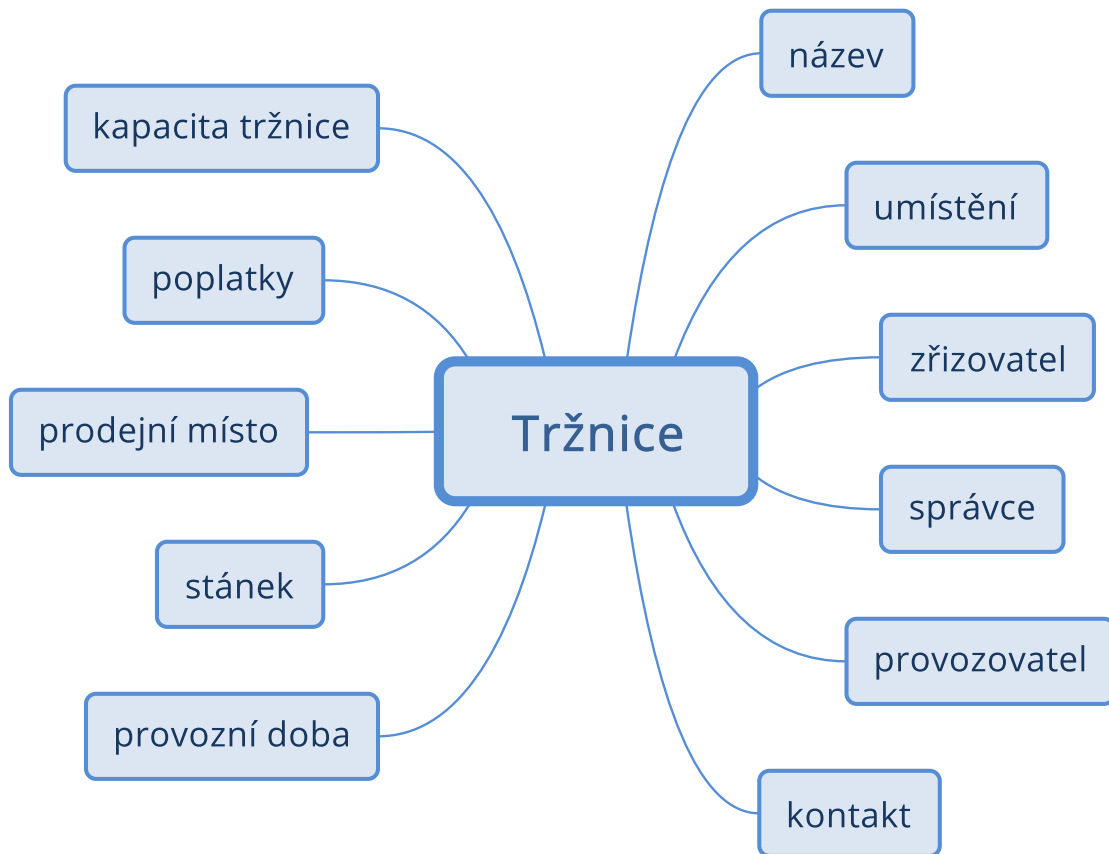 název
kapacita tržnice
umístění
poplatky
zřizovatel
Tržnice
prodejní místo
správce
stánek
provozovatel
provozní doba
kontakt